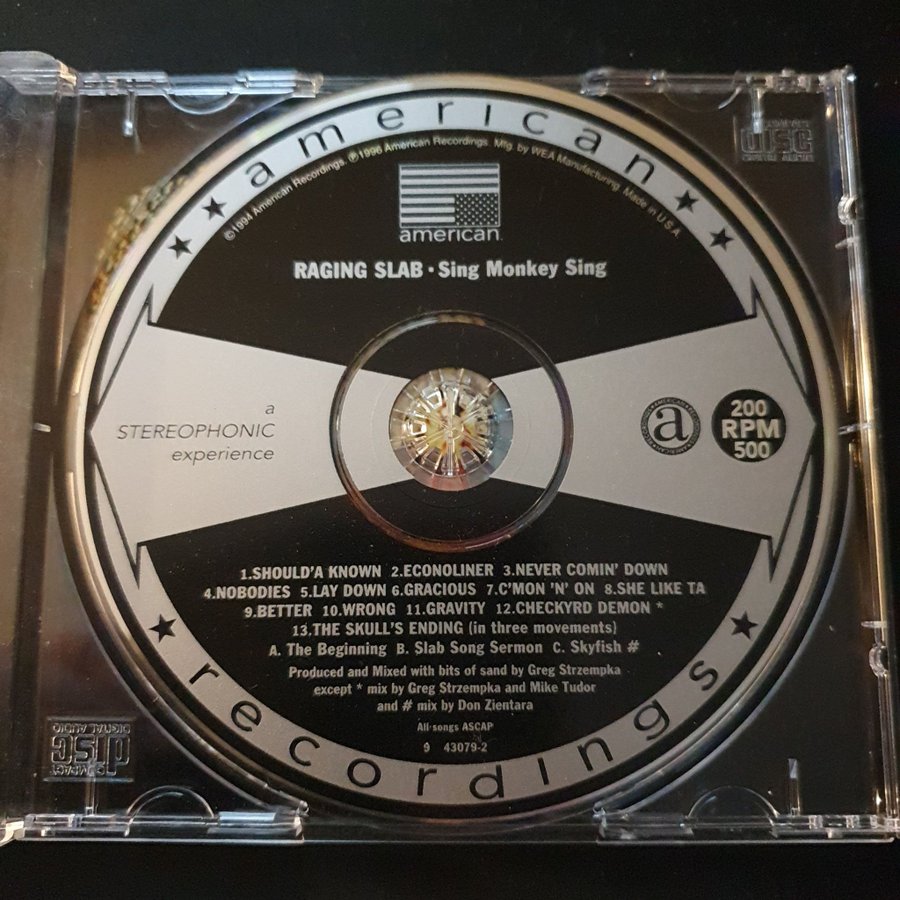 american
©1994 American Recordings. ℗1996 American Recordings. Mfg. by WEA Manufacturing. Made in U.S.A.
american
RAGING SLAB · Sing Monkey Sing
a
STEREOPHONIC
experience
a
200
RPM
500
1.SHOULD'A KNOWN 2.ECONOLINER 3.NEVER COMIN' DOWN
4.NOBODIES 5.LAY DOWN 6.GRACIOUS 7.C'MON 'N' ON 8.SHE LIKE TA
9.BETTER 10.WRONG 11.GRAVITY 12.CHECKYRD DEMON *
13.THE SKULL'S ENDING (in three movements)
A. The Beginning B. Slab Song Sermon C. Skyfish #
Produced and Mixed with bits of sand by Greg Strzempka
except * mix by Greg Strzempka and Mike Tudor
and # mix by Don Zientara
All songs ASCAP
9 43079-2
recordings
COMPACT
disc
DIGITAL AUDIO
COMPACT
disc
DIGITAL AUDIO